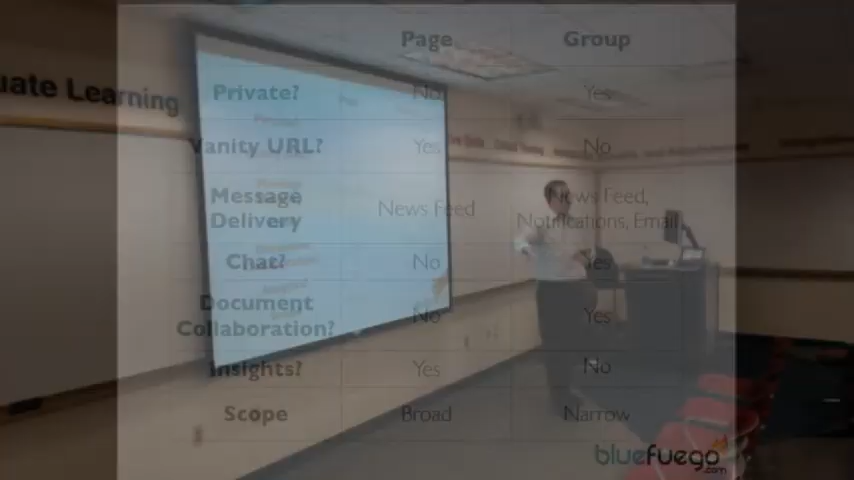 uate Learning
Page Group
Private? No Yes
Vanity URL? Yes No
Message
Delivery News Feed News Feed,
Notifications, Email
Chat? No Yes
Document
Collaboration? No Yes
Insights? Yes No
Scope Broad Narrow
bluefuego
.com